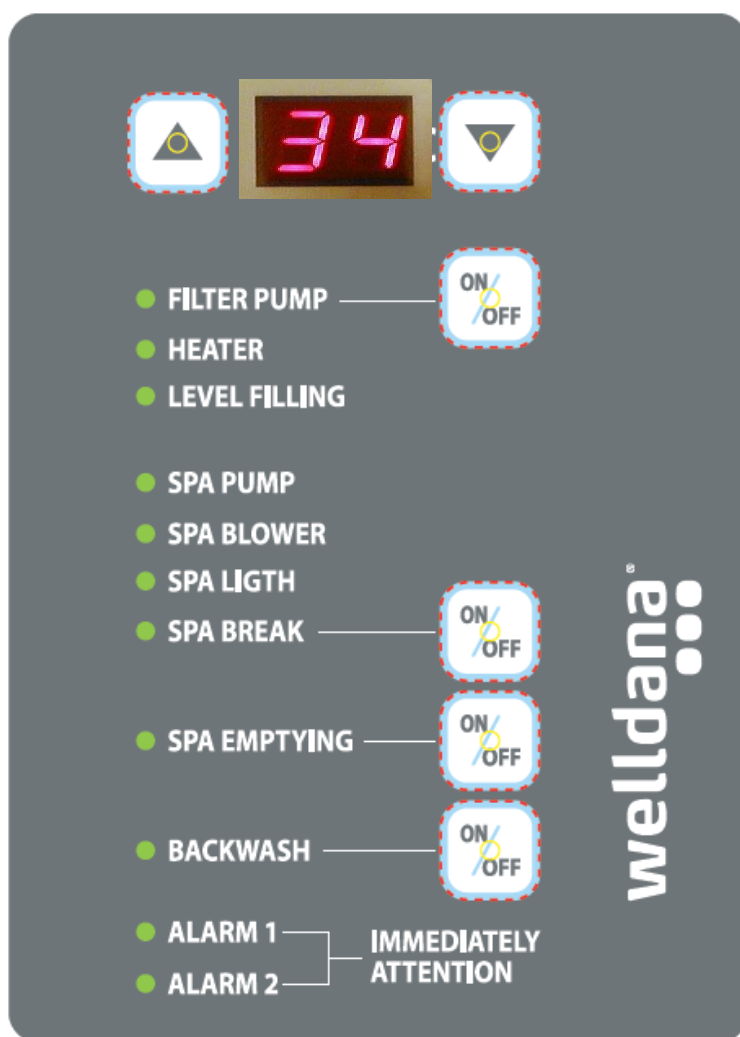 34
FILTER PUMP
ON/OFF
HEATER
LEVEL FILLING
SPA PUMP
SPA BLOWER
SPA LIGTH
SPA BREAK
ON/OFF
SPA EMPTYING
ON/OFF
BACKWASH
ON/OFF
ALARM 1
ALARM 2
IMMEDIATELY
ATTENTION
welldana®